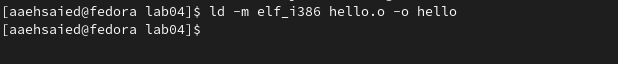 [aaehsaied@fedora lab04]$ ld -m elf_i386 hello.o -o hello
[aaehsaied@fedora lab04]$